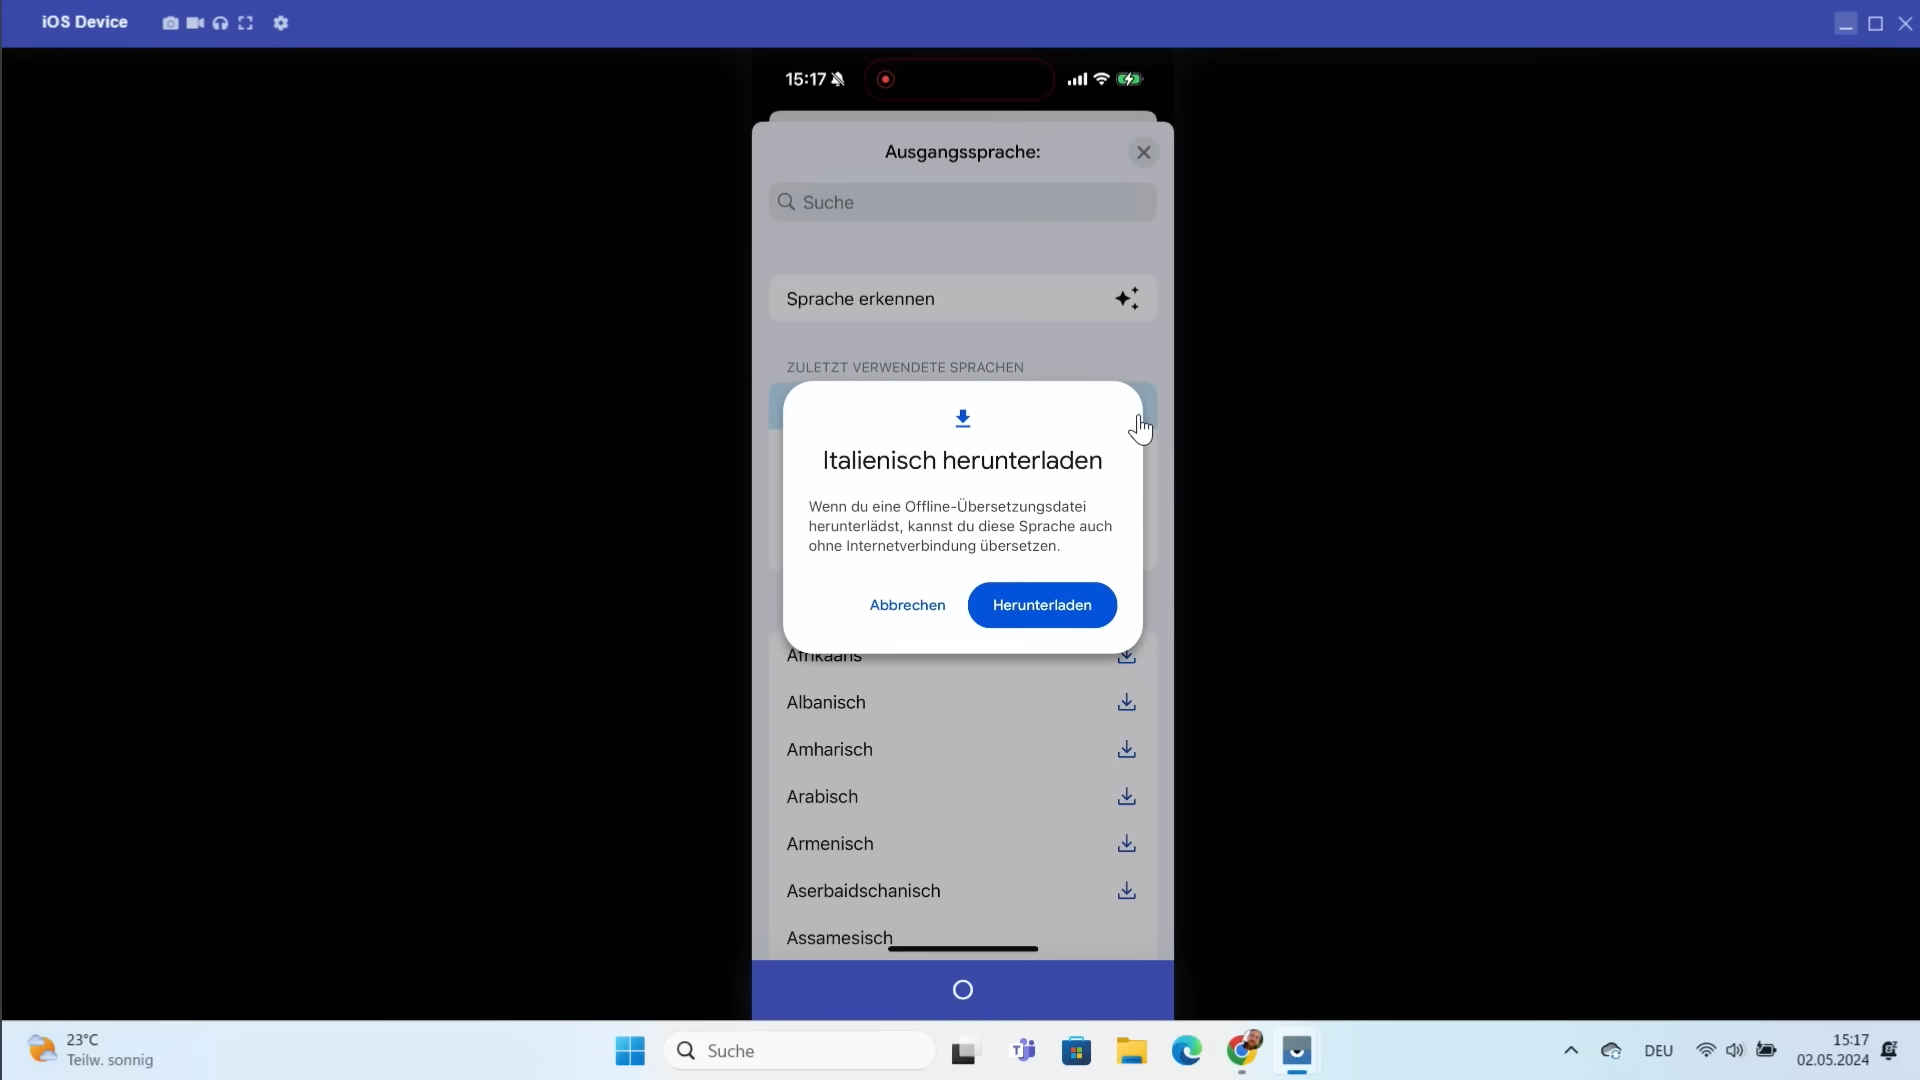 iOS Device
15:17
Ausgangssprache:
Suche
Sprache erkennen
ZULETZT VERWENDETE SPRACHEN
Italienisch herunterladen
Wenn du eine Offline-Übersetzungsdatei
herunterlädst, kannst du diese Sprache auch
ohne Internetverbindung übersetzen.
Abbrechen
Herunterladen
Afrikaans
Albanisch
Amharisch
Arabisch
Armenisch
Aserbaidschanisch
Assamesisch
23°C
Teilw. sonnig
Suche
DEU
15:17
02.05.2024